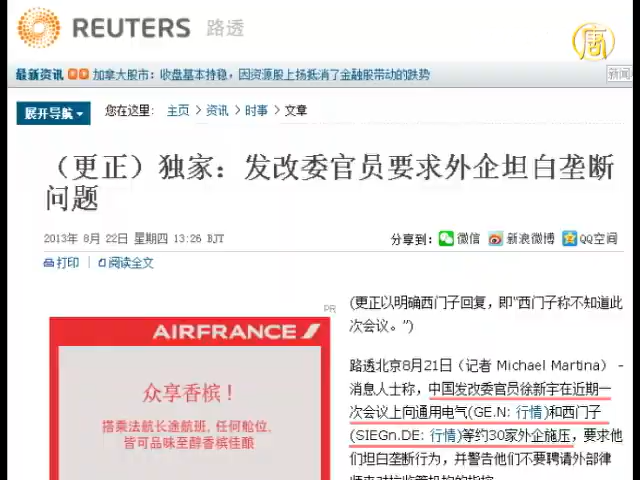 REUTERS 路透
唐
最新资讯 加拿大股市：收盘基本持稳，因资源股上扬抵消了金融股带动的跌势
新闻
展开导航 您在这里： 主页 > 资讯 > 时事 > 文章
（更正）独家：发改委官员要求外企坦白垄断
问题
2013年 8月 22日 星期四 13:26 BJT
分享到： 微信 新浪微博 QQ空间
打印 | 阅读全文
PR
AIRFRANCE
众享香槟！
搭乘法航长途航班, 任何舱位,
皆可品味至醇香槟佳酿
(更正以明确西门子回复，即"西门子称不知道此
次会议。")
路透北京8月21日（记者 Michael Martina） -
消息人士称，中国发改委官员徐新宇在近期一
次会议上向通用电气(GE.N: 行情)和西门子
(SIEGn.DE: 行情)等约30家外企施压，要求他
们坦白垄断行为，并警告他们不要聘请外部律